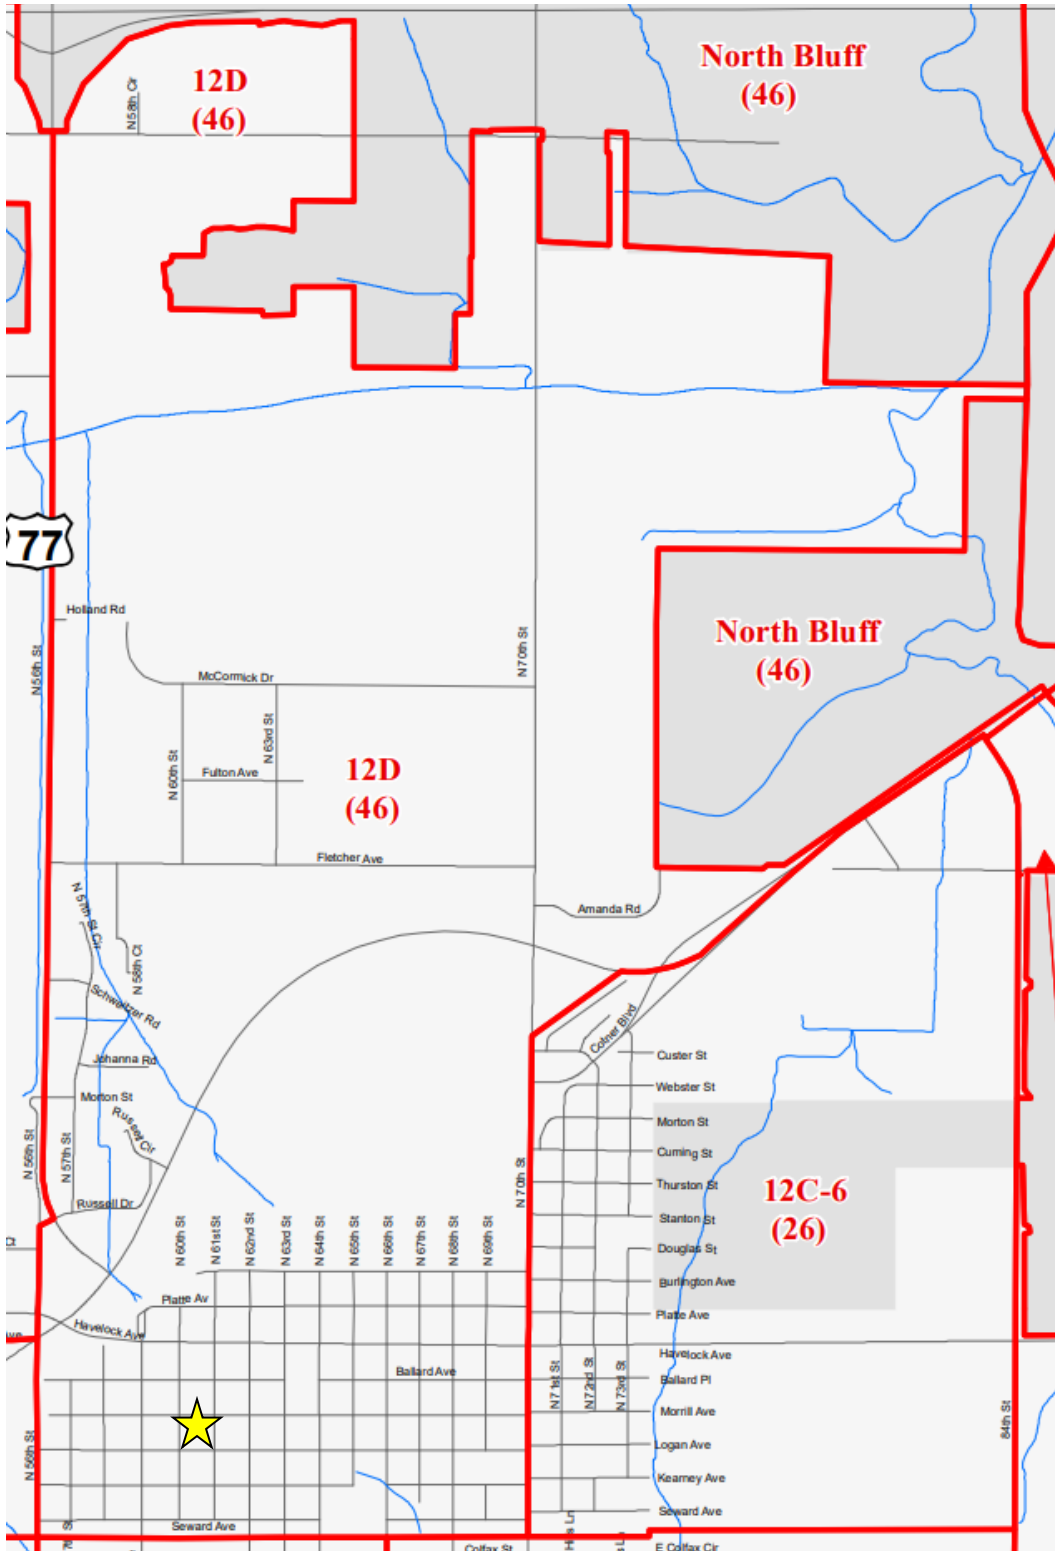 North Bluff
(46)
12D
(46)
N 58th Cir
77
Holland Rd
N 56th St
N 70th St
McCormick Dr
N 63rd St
N 60th St
Fulton Ave
12D
(46)
North Bluff
(46)
Fletcher Ave
Amanda Rd
N 57th St Cir
N 58th Ct
Schweitzer Rd
Johanna Rd
Morton St
Russell Cir
N 56th St
N 57th St
Russell Dr
Ct
Cotner Blvd
Custer St
Webster St
Morton St
Cuming St
Thurston St
Stanton St
Douglas St
Burlington Ave
Platte Ave
N 70th St
12C-6
(26)
N 60th St
N 61st St
N 62nd St
N 63rd St
N 64th St
N 65th St
N 66th St
N 67th St
N 68th St
N 69th St
Platte Av
Havelock Ave
Ave
Ballard Ave
Havelock Ave
Ballard Pl
Morrill Ave
Logan Ave
Kearney Ave
Seward Ave
N 71st St
N 72nd St
N 73rd St
84th St
N 56th St
Seward Ave
St
Colfax St
Ln
Ln
E Colfax Cir